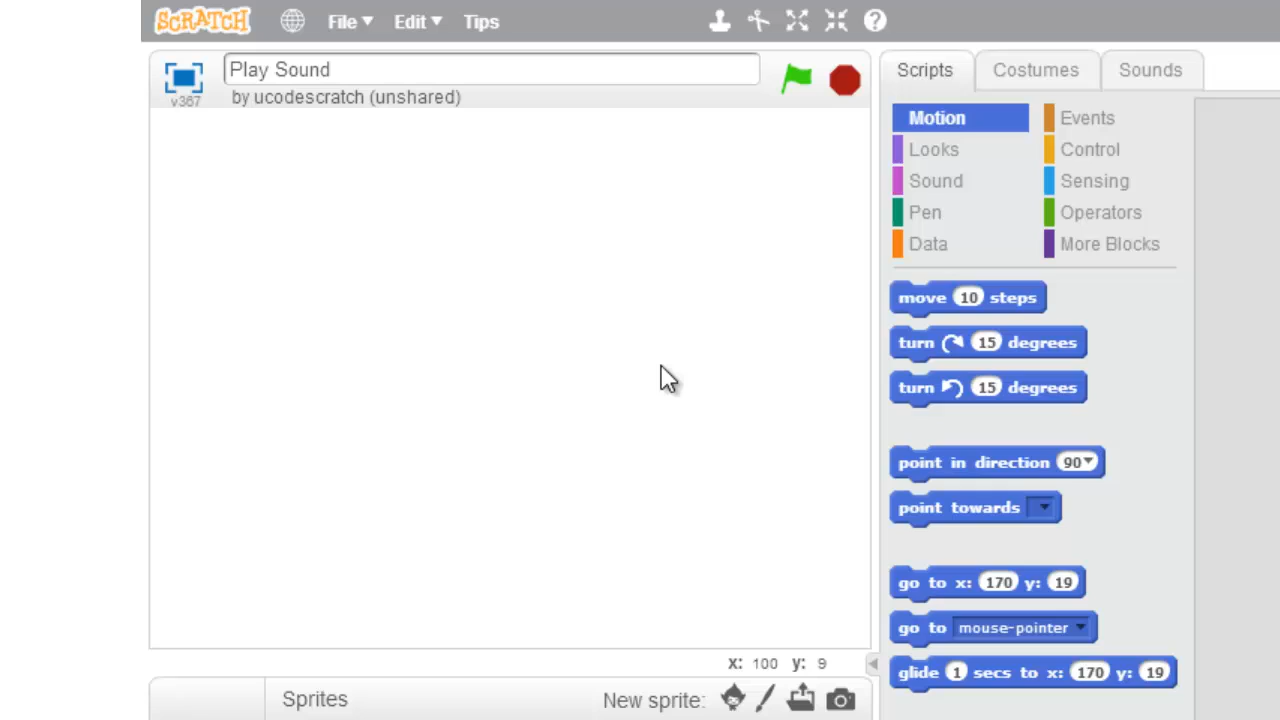 SCRATCH File Edit Tips
Play Sound
by ucodescratch (unshared)
v367
Scripts Costumes Sounds
Motion Events
Looks Control
Sound Sensing
Pen Operators
Data More Blocks
move 10 steps
turn 15 degrees
turn 15 degrees
point in direction 90
point towards
go to x: 170 y: 19
go to mouse-pointer
glide 1 secs to x: 170 y: 19
x: 100 y: 9
Sprites New sprite: